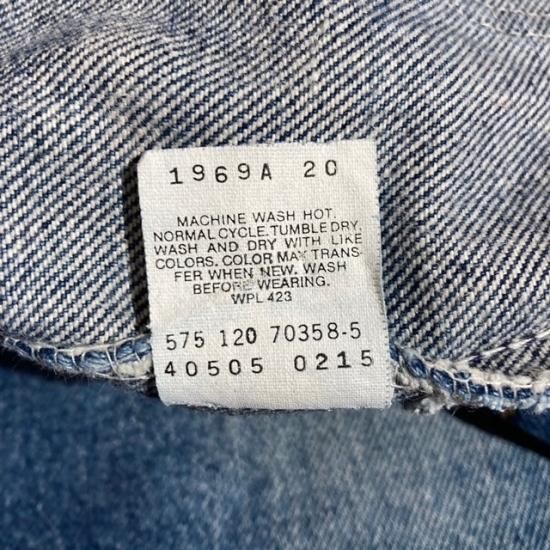 1969A 20
MACHINE WASH HOT,
NORMAL CYCLE. TUMBLE DRY.
WASH AND DRY WITH LIKE
COLORS. COLOR MAY TRANS-
FER WHEN NEW. WASH
BEFORE WEARING.
WPL 423
575 120 70358-5
40505 0215